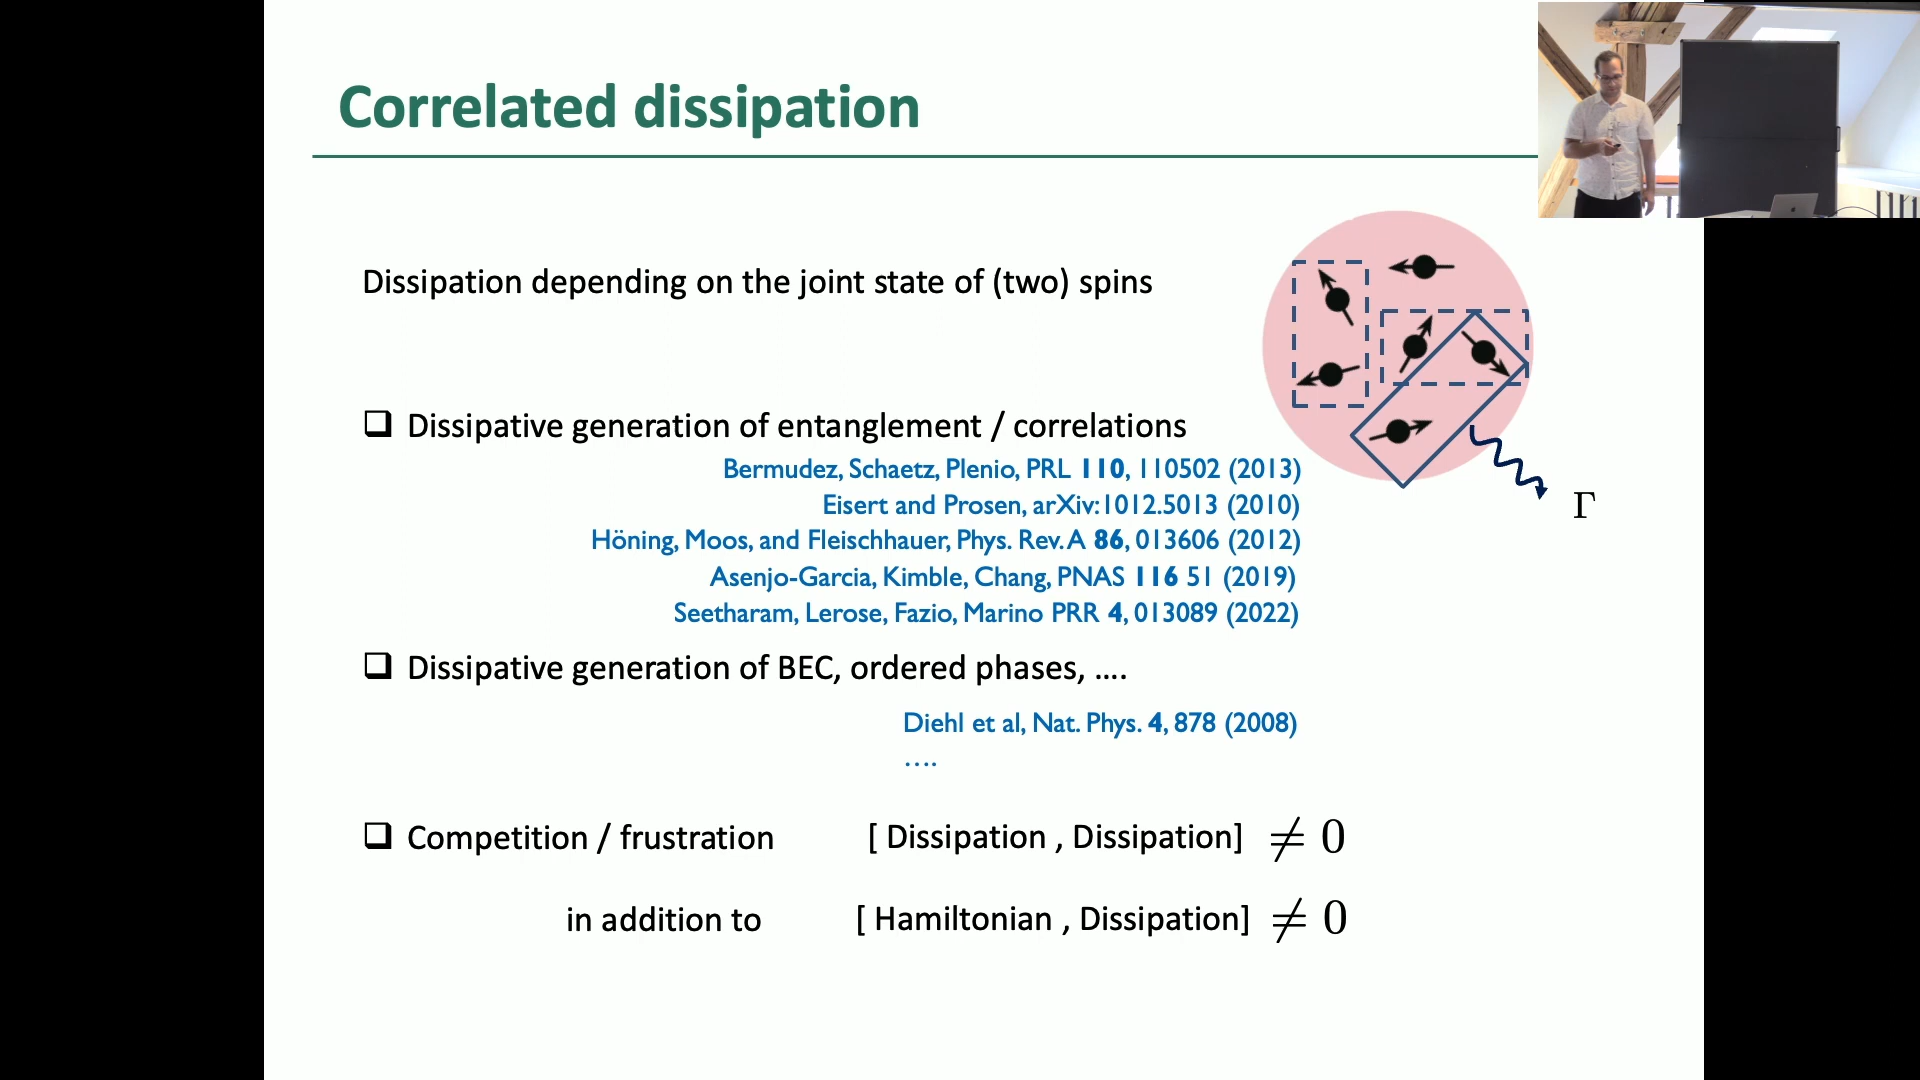 Correlated dissipation
Dissipation depending on the joint state of (two) spins
❑ Dissipative generation of entanglement / correlations
Bermudez, Schaetz, Plenio, PRL 110, 110502 (2013)
Eisert and Prosen, arXiv:1012.5013 (2010)
Höning, Moos, and Fleischhauer, Phys. Rev. A 86, 013606 (2012)
Asenjo-Garcia, Kimble, Chang, PNAS 116 51 (2019)
Seetharam, Lerose, Fazio, Marino PRR 4, 013089 (2022)
Γ
❑ Dissipative generation of BEC, ordered phases, ....
Diehl et al, Nat. Phys. 4, 878 (2008)
....
❑ Competition / frustration [ Dissipation , Dissipation] ≠ 0
in addition to [ Hamiltonian , Dissipation] ≠ 0